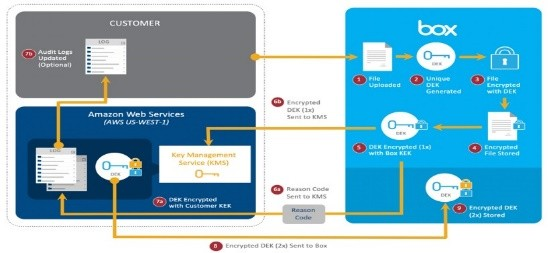 CUSTOMER
LOG
7b Audit Logs
Updated
(Optional)
Amazon Web Services
(AWS US-WEST-1)
DEK
Key Management
Service (KMS)
7a DEK Encrypted
with Customer KEK
6b Encrypted
DEK (1x)
Sent to KMS
6a Reason Code
Sent to KMS
Reason
Code
8 Encrypted DEK (2x) Sent to Box
box
DEK
1 File
Uploaded
2 Unique
DEK
Generated
3 File
Encrypted
with DEK
DEK
5 DEK Encrypted (1x)
with Box KEK
4 Encrypted
File Stored
DEK
9 Encrypted DEK
(2x) Stored